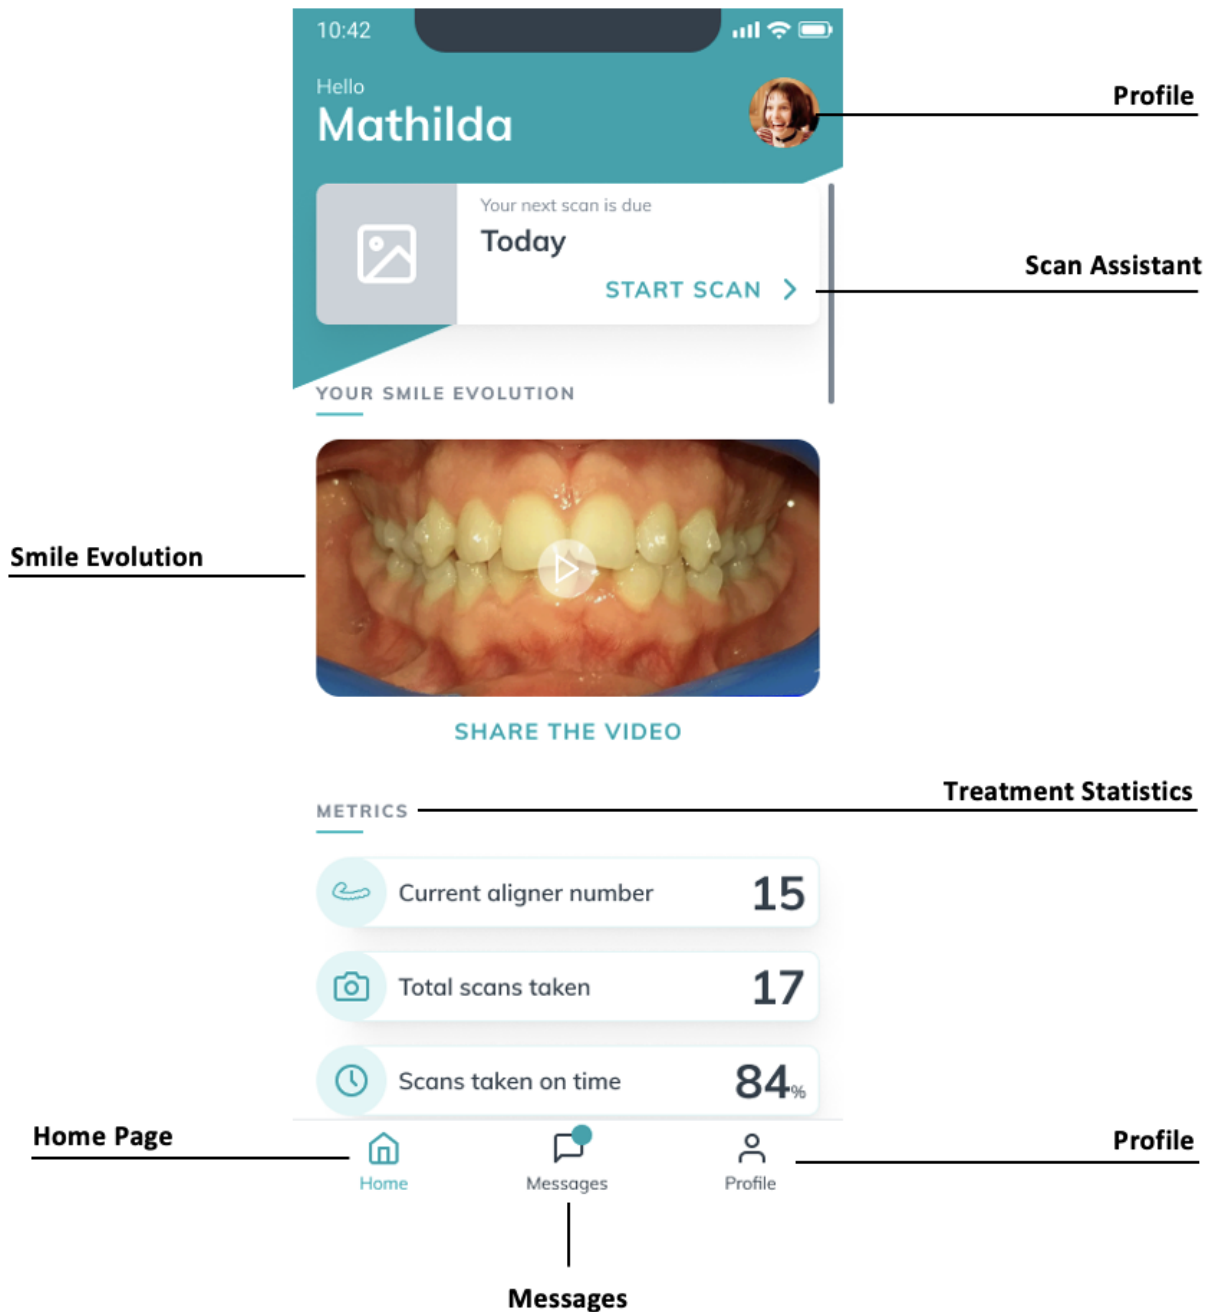 10:42
Hello
Mathilda
Profile
Your next scan is due
Today
Scan Assistant
START SCAN
YOUR SMILE EVOLUTION
Smile Evolution
SHARE THE VIDEO
Treatment Statistics
METRICS
Current aligner number 15
Total scans taken 17
Scans taken on time 84%
Home Page
Profile
Home Messages Profile
Messages